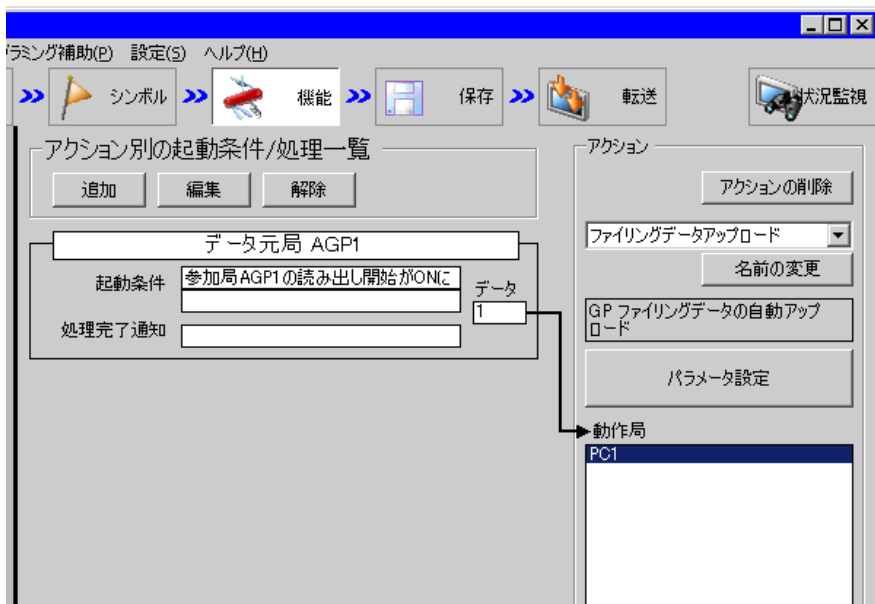 ラミング補助(P) 設定(S) ヘルプ(H)
シンボル 機能 保存 転送 状況監視
アクション別の起動条件/処理一覧
追加 編集 解除
データ元局 AGP1
起動条件 参加局AGP1の読み出し開始がONに
データ
1
処理完了通知
アクション
アクションの削除
ファイリングデータアップロード
名前の変更
GP ファイリングデータの自動アップ
ロード
パラメータ設定
動作局
PC1